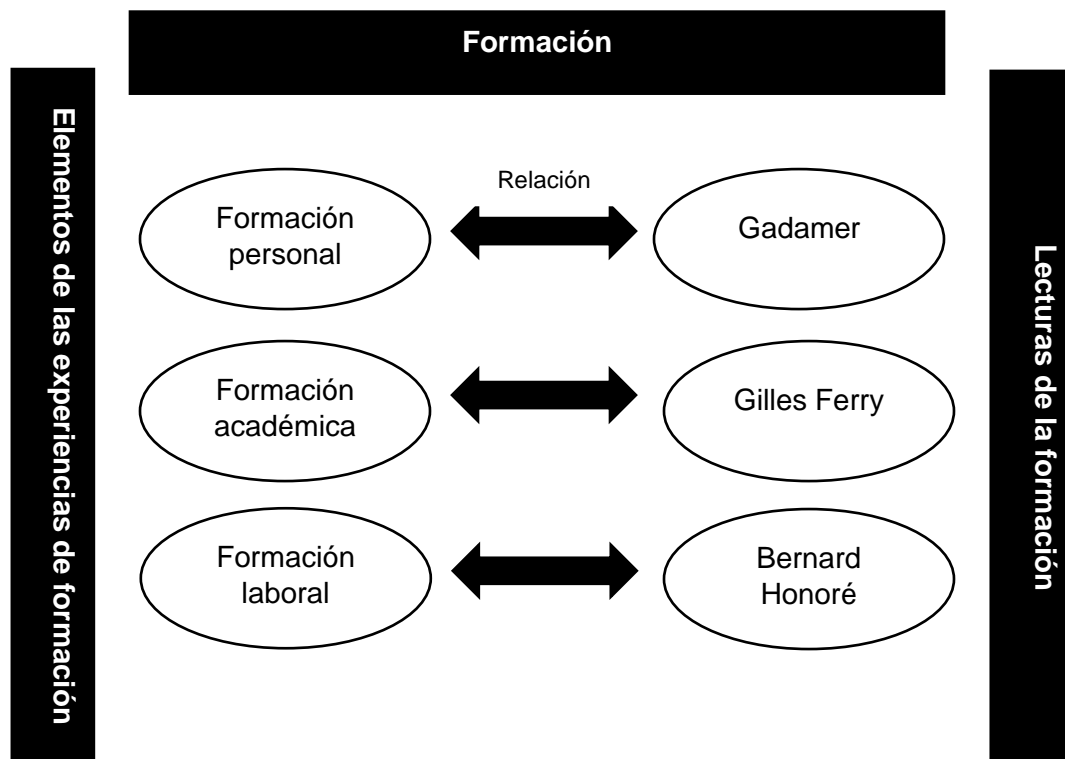 Formación
Elementos de las experiencias de formación
Formación
personal
Relación
Gadamer
Formación
académica
Gilles Ferry
Formación
laboral
Bernard
Honoré
Lecturas de la formación